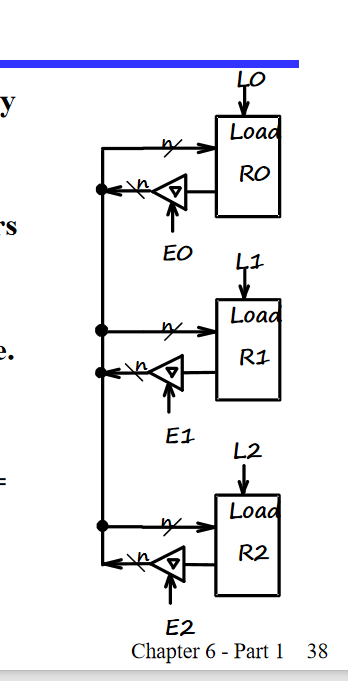 L0
y
Load
n
R0
n
rs
E0
L1
Load
n
e.
R1
n
E1
L2
=
Load
n
R2
n
E2
Chapter 6 - Part 1 38